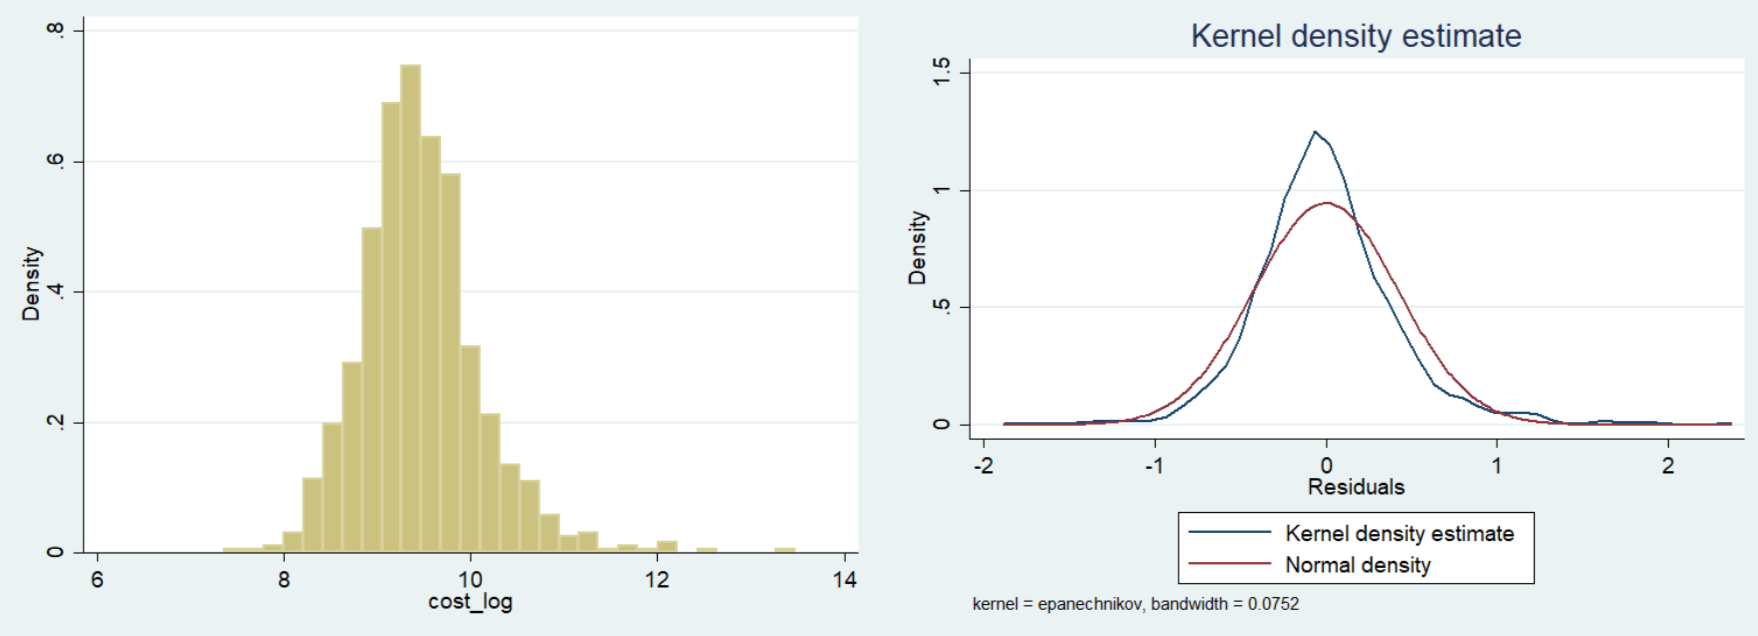 Density
.8
.6
.4
.2
0
6 8 10 12 14
cost_log
Kernel density estimate
Density
1.5
1
.5
0
-2 -1 0 1 2
Residuals
Kernel density estimate
Normal density
kernel = epanechnikov, bandwidth = 0.0752